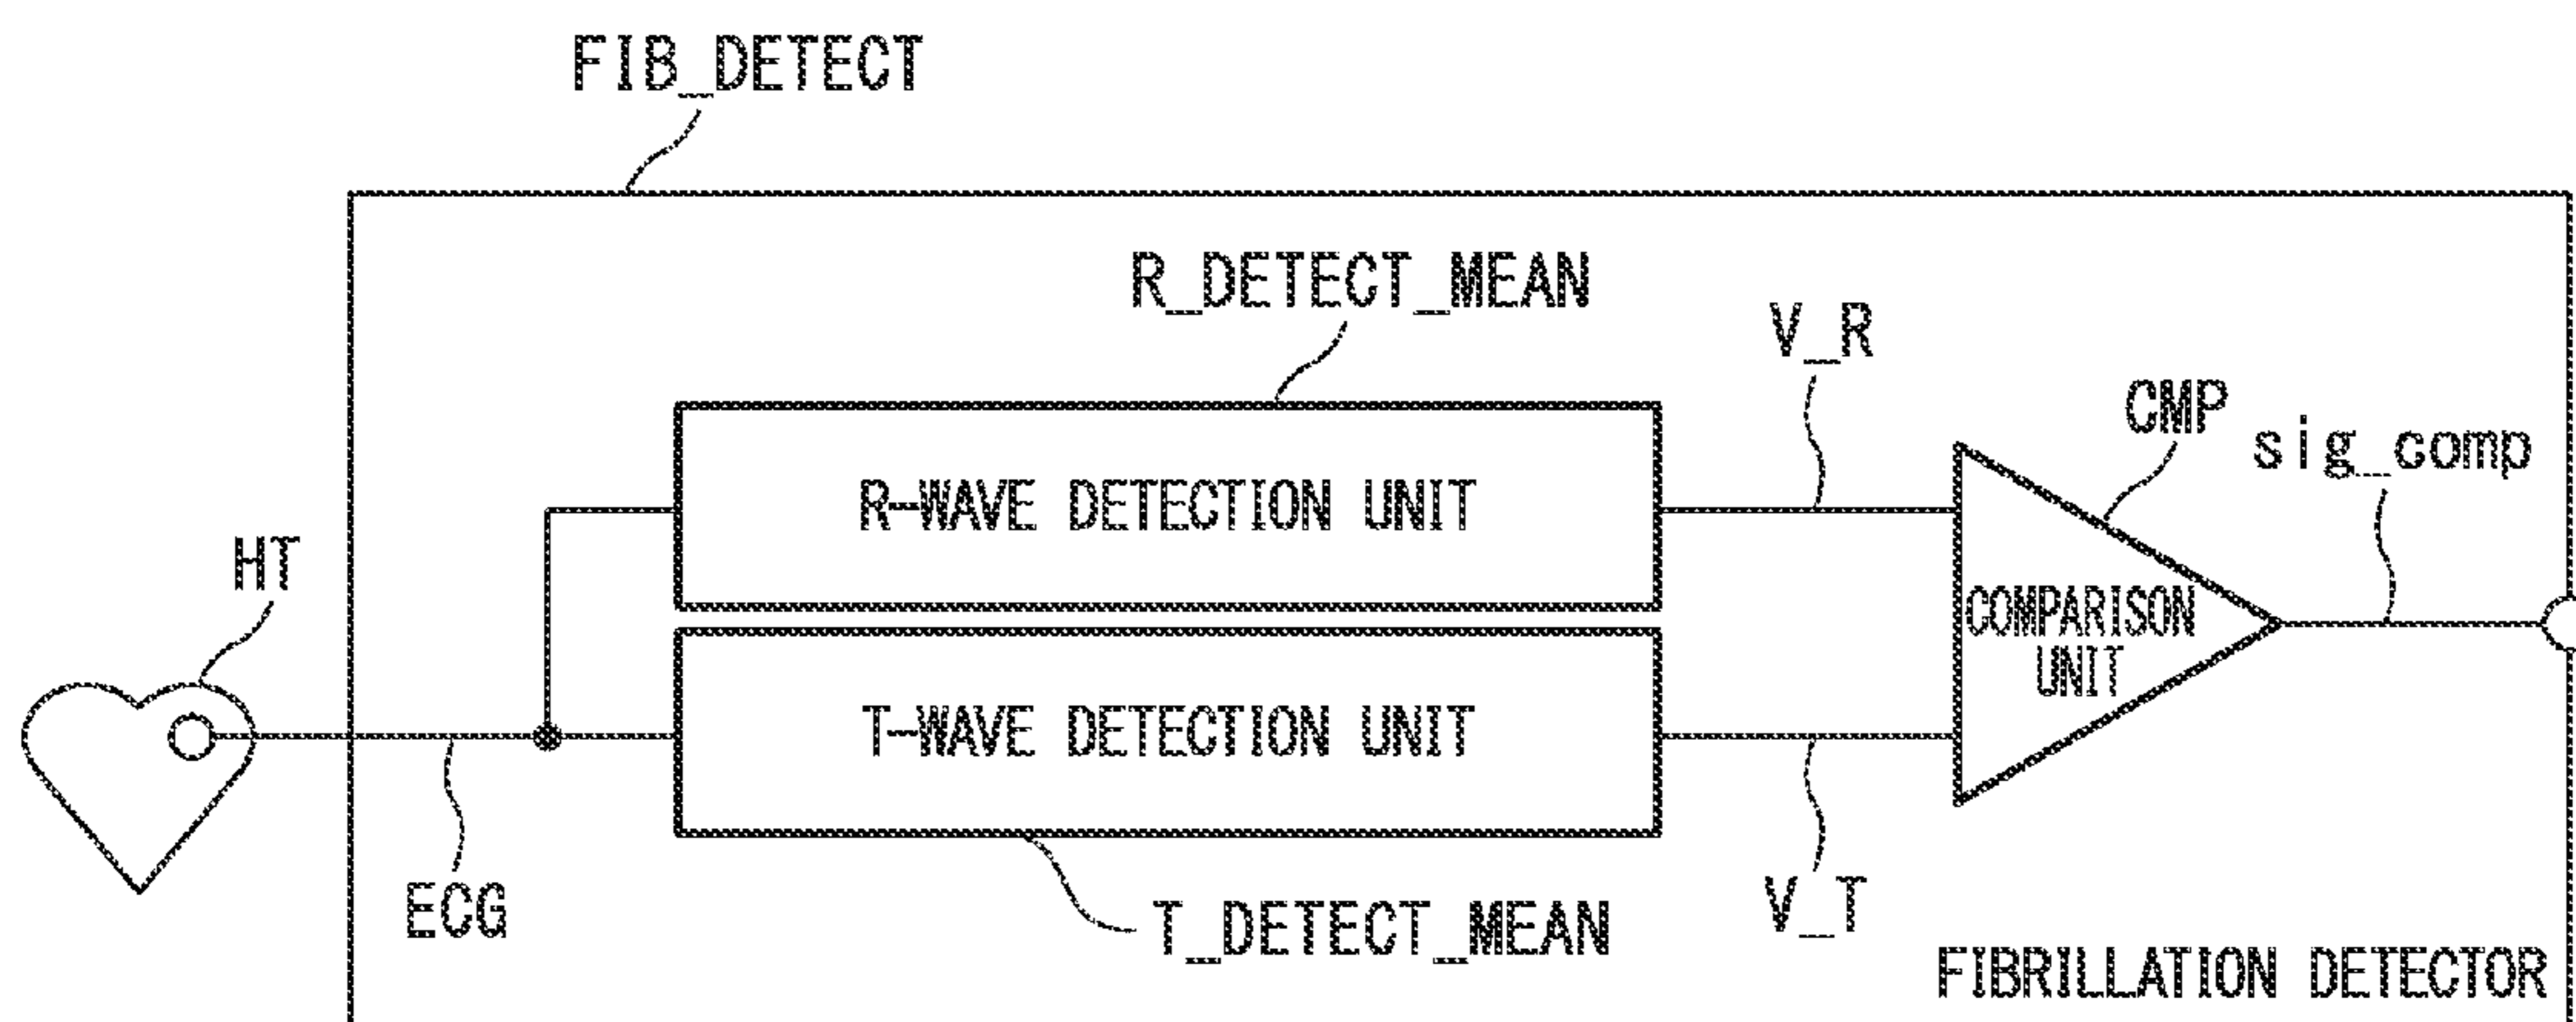 FIB_DETECT
R_DETECT_MEAN
V_R
CMP
sig_comp
R-WAVE DETECTION UNIT
HT
COMPARISON
UNIT
T-WAVE DETECTION UNIT
ECG
T_DETECT_MEAN
V_T
FIBRILLATION DETECTOR